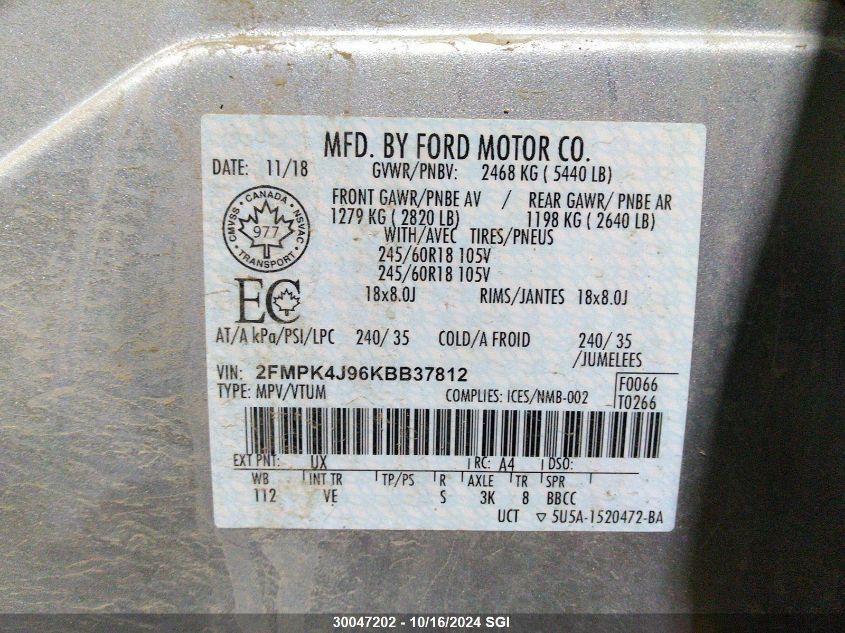 MFD. BY FORD MOTOR CO.
DATE: 11/18 GVWR/PNBV: 2468 KG ( 5440 LB)
FRONT GAWR/PNBE AV / REAR GAWR/ PNBE AR
1279 KG ( 2820 LB) 1198 KG ( 2640 LB)
WITH/AVEC TIRES/PNEUS
245/60R18 105V
245/60R18 105V
18x8.0J RIMS/JANTES 18x8.0J
CMVSS · CANADA · NSVAC
977
TRANSPORT
EC
AT/A kPa/PSI/LPC 240/ 35 COLD/A FROID 240/ 35
/JUMELEES
VIN: 2FMPK4J96KBB37812
TYPE: MPV/VTUM COMPLIES: ICES/NMB-002
F0066
T0266
EXT PNT: UX RC: A4 DSO:
WB INT TR TP/PS R AXLE TR SPR
112 VE S 3K 8 BBCC
UCT ▽ 5U5A-1520472-BA
30047202 - 10/16/2024 SGI